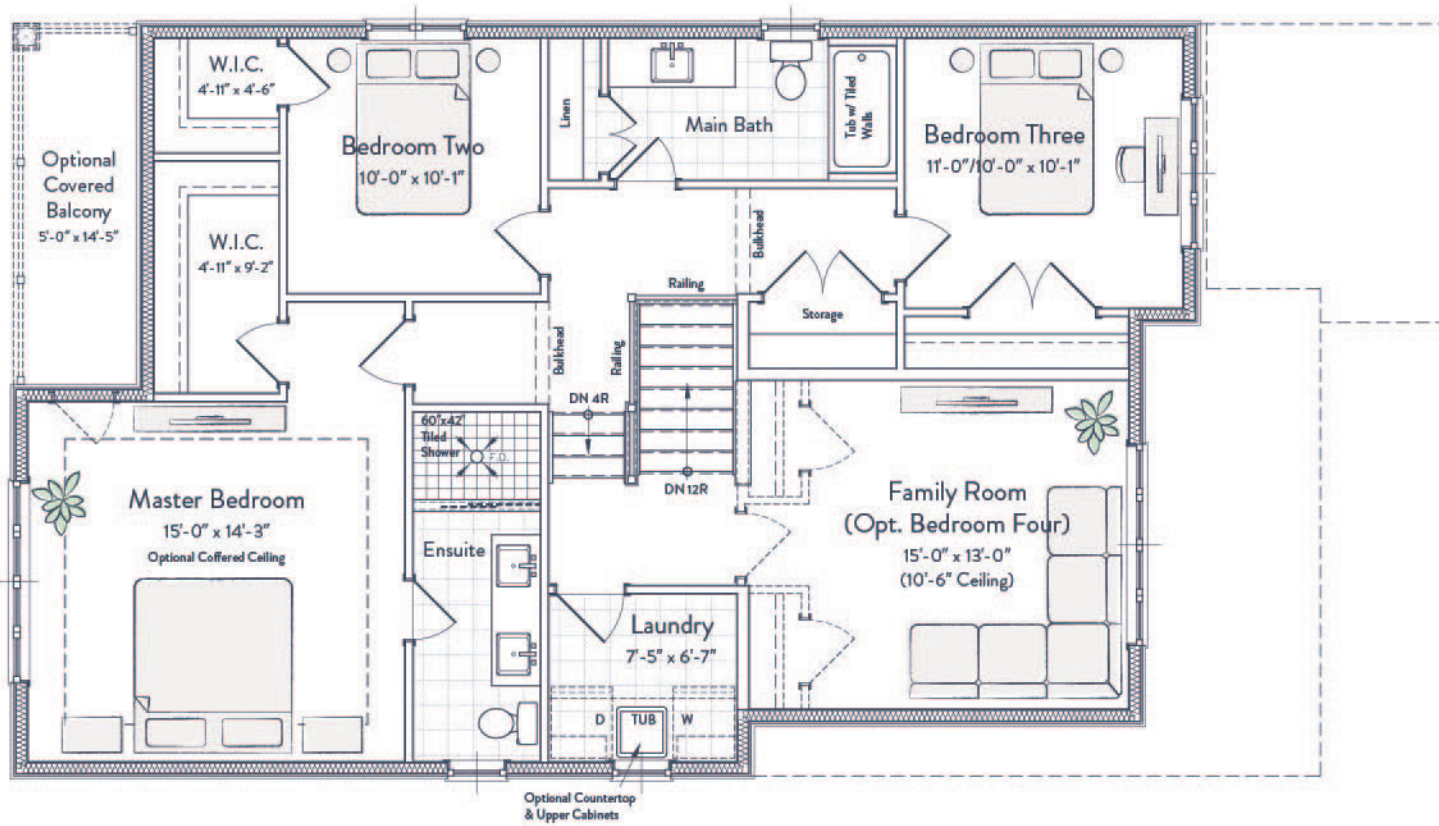 W.I.C.
4'-11" x 4'-6"
Optional
Covered
Balcony
5'-0" x 14'-5"
W.I.C.
4'-11" x 9'-2"
Bedroom Two
10'-0" x 10'-1"
Linen
Main Bath
Tub w/ Tiled
Walls
Bedroom Three
11'-0"/10'-0" x 10'-1"
Bulkhead
Railing
Storage
Bulkhead
Railing
DN 4R
DN 12R
60"x42"
Tiled
Shower
F.D.
Master Bedroom
15'-0" x 14'-3"
Optional Coffered Ceiling
Ensuite
Family Room
(Opt. Bedroom Four)
15'-0" x 13'-0"
(10'-6" Ceiling)
Laundry
7'-5" x 6'-7"
D
TUB
W
Optional Countertop
& Upper Cabinets